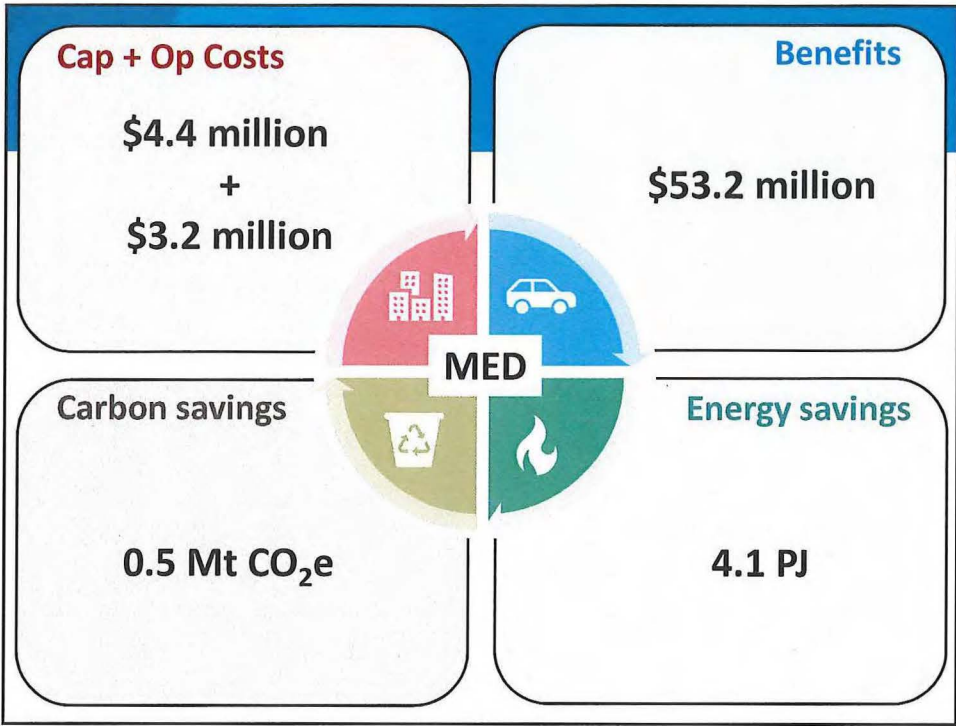 Cap + Op Costs
$4.4 million
+
$3.2 million
Benefits
$53.2 million
MED
Carbon savings
0.5 Mt CO₂e
Energy savings
4.1 PJ